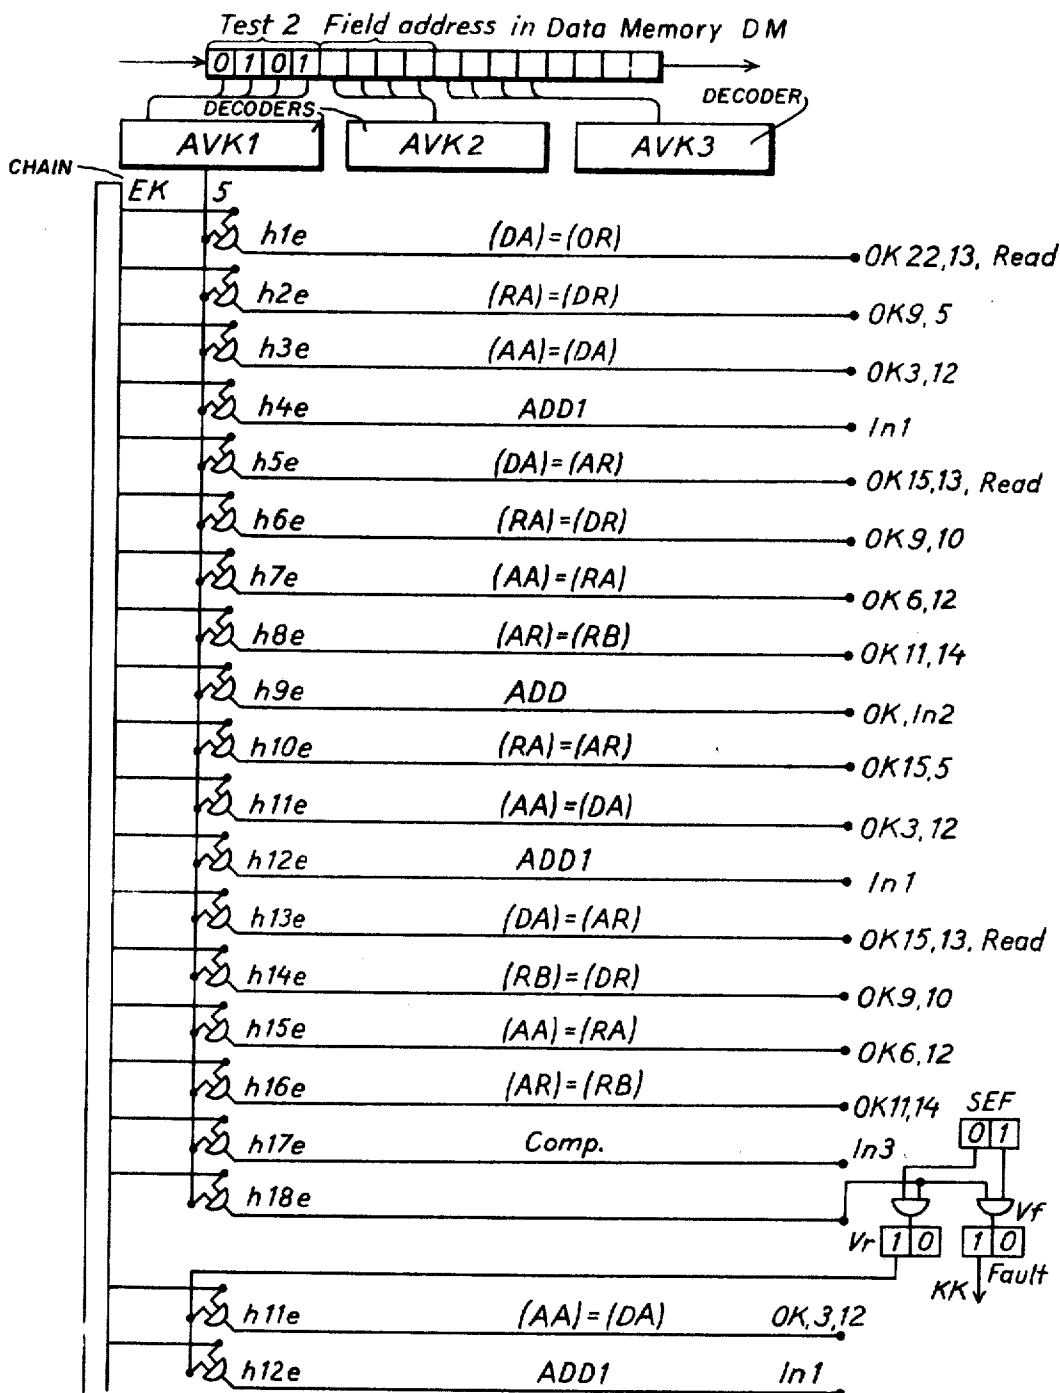 Test 2 Field address in Data Memory DM
0 1 0 1
DECODERS
DECODER
AVK1 AVK2 AVK3
CHAIN
EK 5
h1e (DA)=(OR) OK22,13, Read
h2e (RA)=(DR) OK9,5
h3e (AA)=(DA) OK3,12
h4e ADD1 In1
h5e (DA)=(AR) OK15,13, Read
h6e (RA)=(DR) OK9,10
h7e (AA)=(RA) OK6,12
h8e (AR)=(RB) OK11,14
h9e ADD OK,In2
h10e (RA)=(AR) OK15,5
h11e (AA)=(DA) OK3,12
h12e ADD1 In1
h13e (DA)=(AR) OK15,13, Read
h14e (RB)=(DR) OK9,10
h15e (AA)=(RA) OK6,12
h16e (AR)=(RB) OK11,14
SEF
0 1
h17e Comp. In3
h18e
Vf
Vr 1 0 1 0
Fault
KK
h11e (AA)=(DA) OK,3,12
h12e ADD1 In1